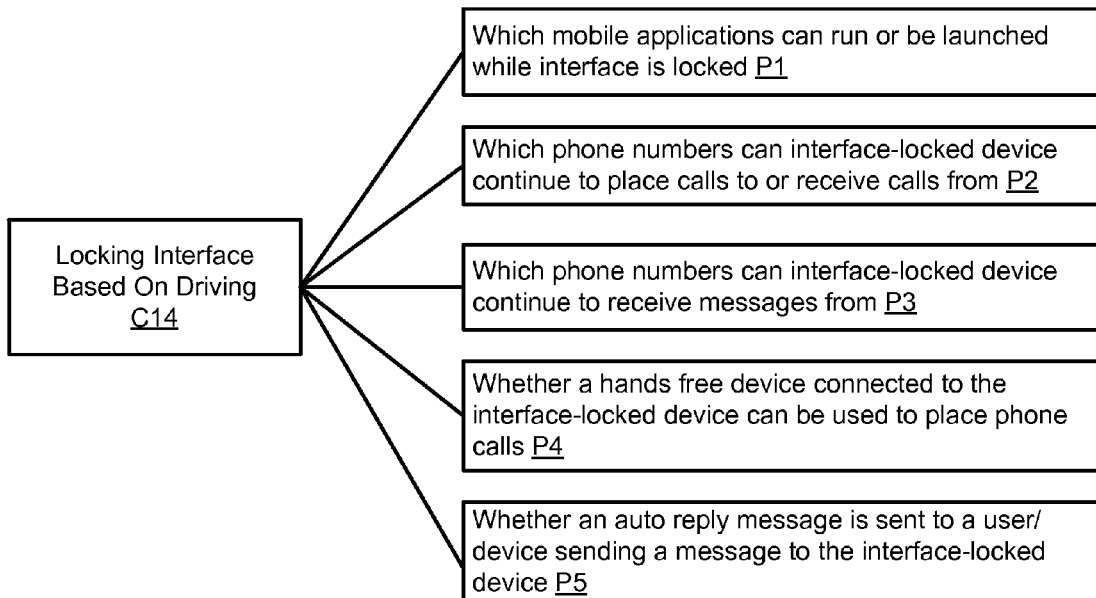 Which mobile applications can run or be launched
while interface is locked P1
Which phone numbers can interface-locked device
continue to place calls to or receive calls from P2
Locking Interface
Based On Driving
C14
Which phone numbers can interface-locked device
continue to receive messages from P3
Whether a hands free device connected to the
interface-locked device can be used to place phone
calls P4
Whether an auto reply message is sent to a user/
device sending a message to the interface-locked
device P5